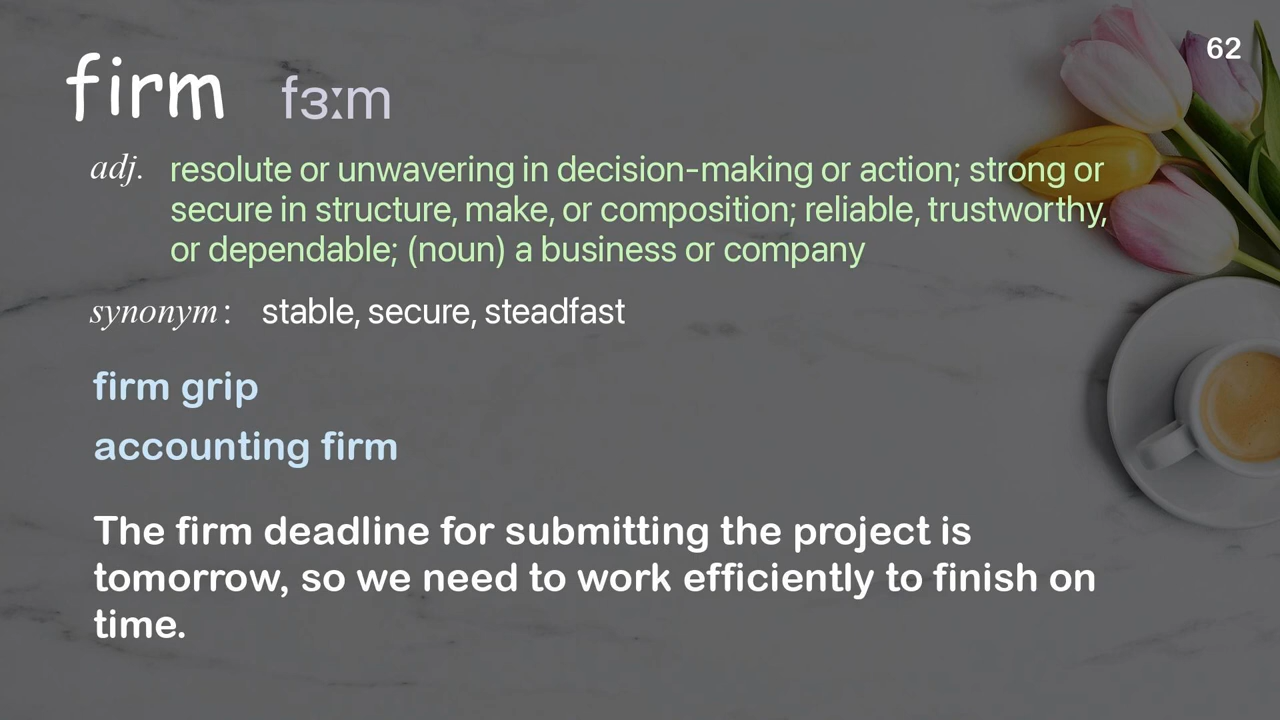 62
firm fɜːm
adj. resolute or unwavering in decision-making or action; strong or
secure in structure, make, or composition; reliable, trustworthy,
or dependable; (noun) a business or company
synonym: stable, secure, steadfast
firm grip
accounting firm
The firm deadline for submitting the project is
tomorrow, so we need to work efficiently to finish on
time.